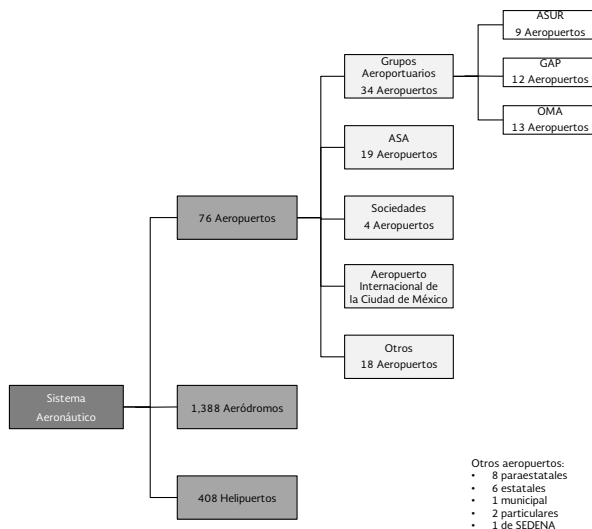 ASUR
9 Aeropuertos
Grupos
Aeroportuarios
34 Aeropuertos
GAP
12 Aeropuertos
OMA
13 Aeropuertos
ASA
19 Aeropuertos
76 Aeropuertos
Sociedades
4 Aeropuertos
Aeropuerto
Internacional de
la Ciudad de México
Otros
18 Aeropuertos
Sistema
Aeronáutico
1,388 Aeródromos
408 Helipuertos
Otros aeropuertos:
• 8 paraestatales
• 6 estatales
• 1 municipal
• 2 particulares
• 1 de SEDENA